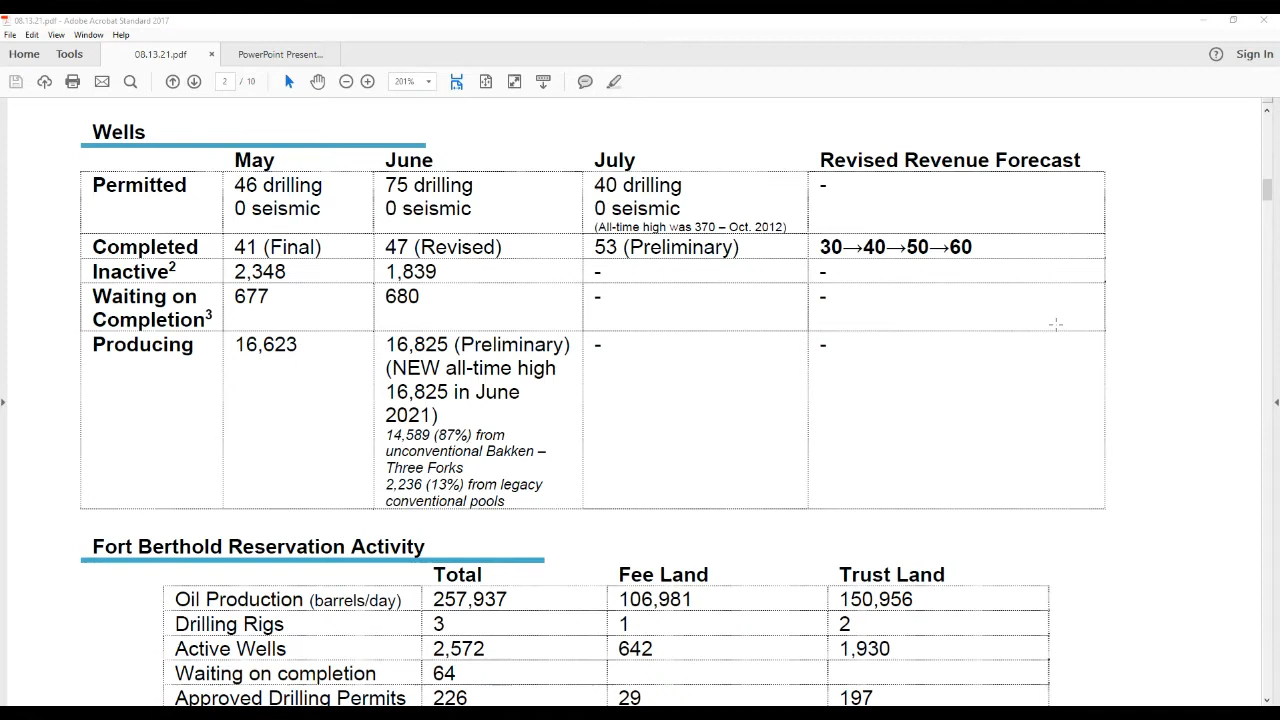 08.13.21.pdf - Adobe Acrobat Standard 2017
File Edit View Window Help
Home Tools 08.13.21.pdf × PowerPoint Present... Sign In
2 / 10 201%
Wells
May June July Revised Revenue Forecast
Permitted 46 drilling 75 drilling 40 drilling -
0 seismic 0 seismic 0 seismic
(All-time high was 370 – Oct. 2012)
Completed 41 (Final) 47 (Revised) 53 (Preliminary) 30→40→50→60
Inactive² 2,348 1,839 - -
Waiting on 677 680 - -
Completion³
Producing 16,623 16,825 (Preliminary) - -
(NEW all-time high
16,825 in June
2021)
14,589 (87%) from
unconventional Bakken –
Three Forks
2,236 (13%) from legacy
conventional pools
Fort Berthold Reservation Activity
Total Fee Land Trust Land
Oil Production (barrels/day) 257,937 106,981 150,956
Drilling Rigs 3 1 2
Active Wells 2,572 642 1,930
Waiting on completion 64
Approved Drilling Permits 226 29 197